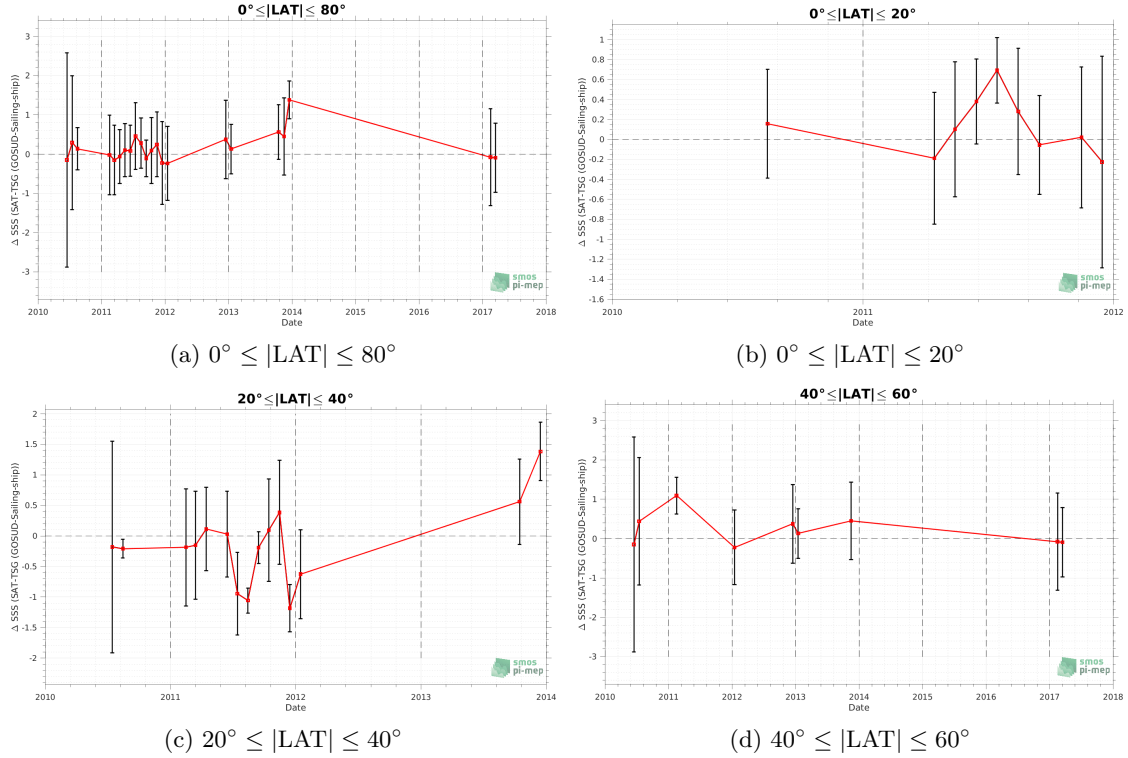 0°≤|LAT|≤ 80°
Δ SSS (SAT-TSG (GOSUD-Sailing-ship))
3
2
1
0
-1
-2
-3
2010 2011 2012 2013 2014 2015 2016 2017 2018
Date
smos
pi-mep
(a) 0° ≤ |LAT| ≤ 80°
0°≤|LAT|≤ 20°
Δ SSS (SAT-TSG (GOSUD-Sailing-ship))
1
0.8
0.6
0.4
0.2
0
-0.2
-0.4
-0.6
-0.8
-1
-1.2
-1.4
-1.6
2010 2011 2012
Date
smos
pi-mep
(b) 0° ≤ |LAT| ≤ 20°
20°≤|LAT|≤ 40°
Δ SSS (SAT-TSG (GOSUD-Sailing-ship))
2
1.5
1
0.5
0
-0.5
-1
-1.5
-2
2010 2011 2012 2013 2014
Date
smos
pi-mep
(c) 20° ≤ |LAT| ≤ 40°
40°≤|LAT|≤ 60°
Δ SSS (SAT-TSG (GOSUD-Sailing-ship))
3
2
1
0
-1
-2
-3
2010 2011 2012 2013 2014 2015 2016 2017 2018
Date
smos
pi-mep
(d) 40° ≤ |LAT| ≤ 60°